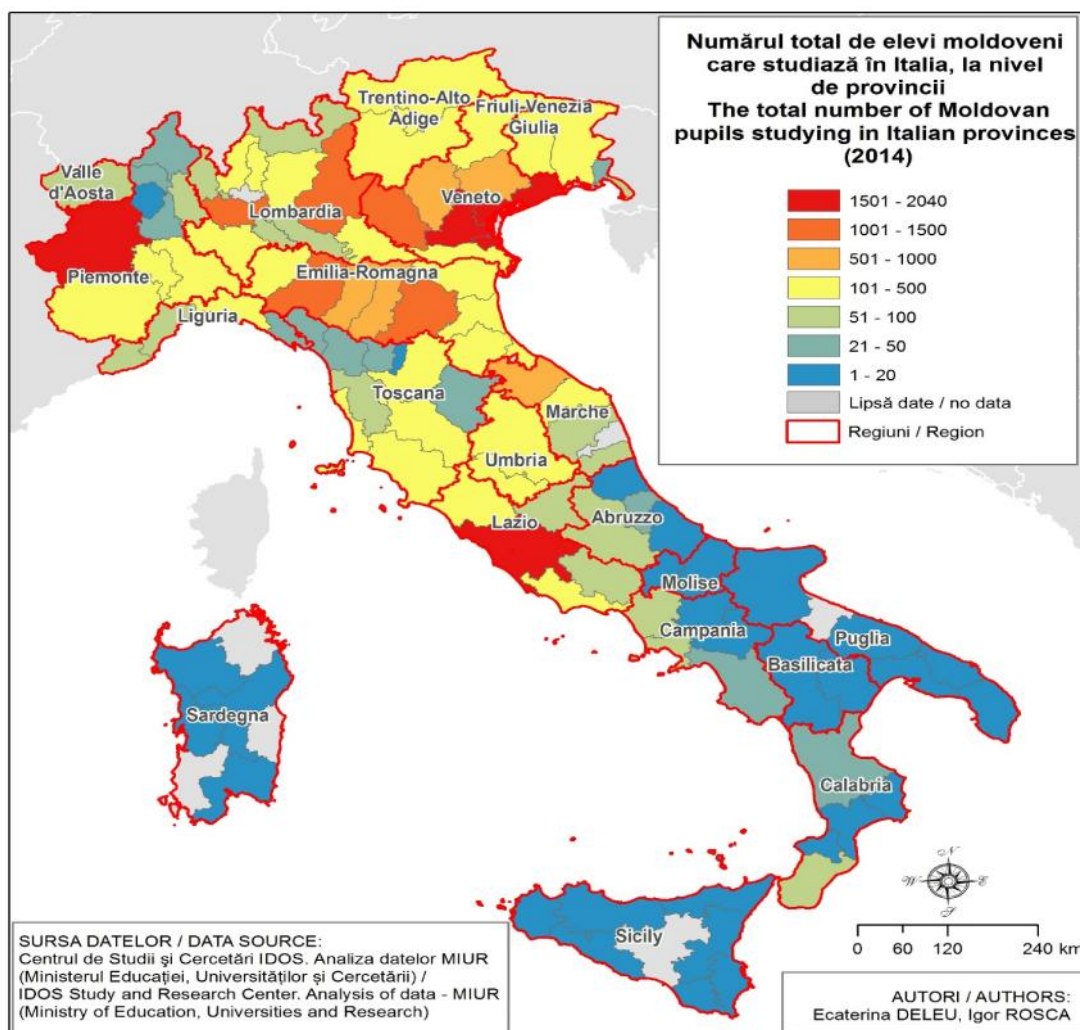 Numărul total de elevi moldoveni
care studiază în Italia, la nivel
de provincii
The total number of Moldovan
pupils studying in Italian provinces
(2014)
1501 - 2040
1001 - 1500
501 - 1000
101 - 500
51 - 100
21 - 50
1 - 20
Lipsă date / no data
Regiuni / Region
Trentino-Alto
Adige
Friuli-Venezia
Giulia
Valle
d'Aosta
Veneto
Lombardia
Piemonte
Emilia-Romagna
Liguria
Toscana
Marche
Umbria
Lazio
Abruzzo
Molise
Campania
Puglia
Basilicata
Sardegna
Calabria
Sicily
N
W
E
S
0 60 120 240 km
SURSA DATELOR / DATA SOURCE:
Centrul de Studii şi Cercetări IDOS. Analiza datelor MIUR
(Ministerul Educației, Universităților și Cercetării) /
IDOS Study and Research Center. Analysis of data - MIUR
(Ministry of Education, Universities and Research)
AUTORI / AUTHORS:
Ecaterina DELEU, Igor ROSCA